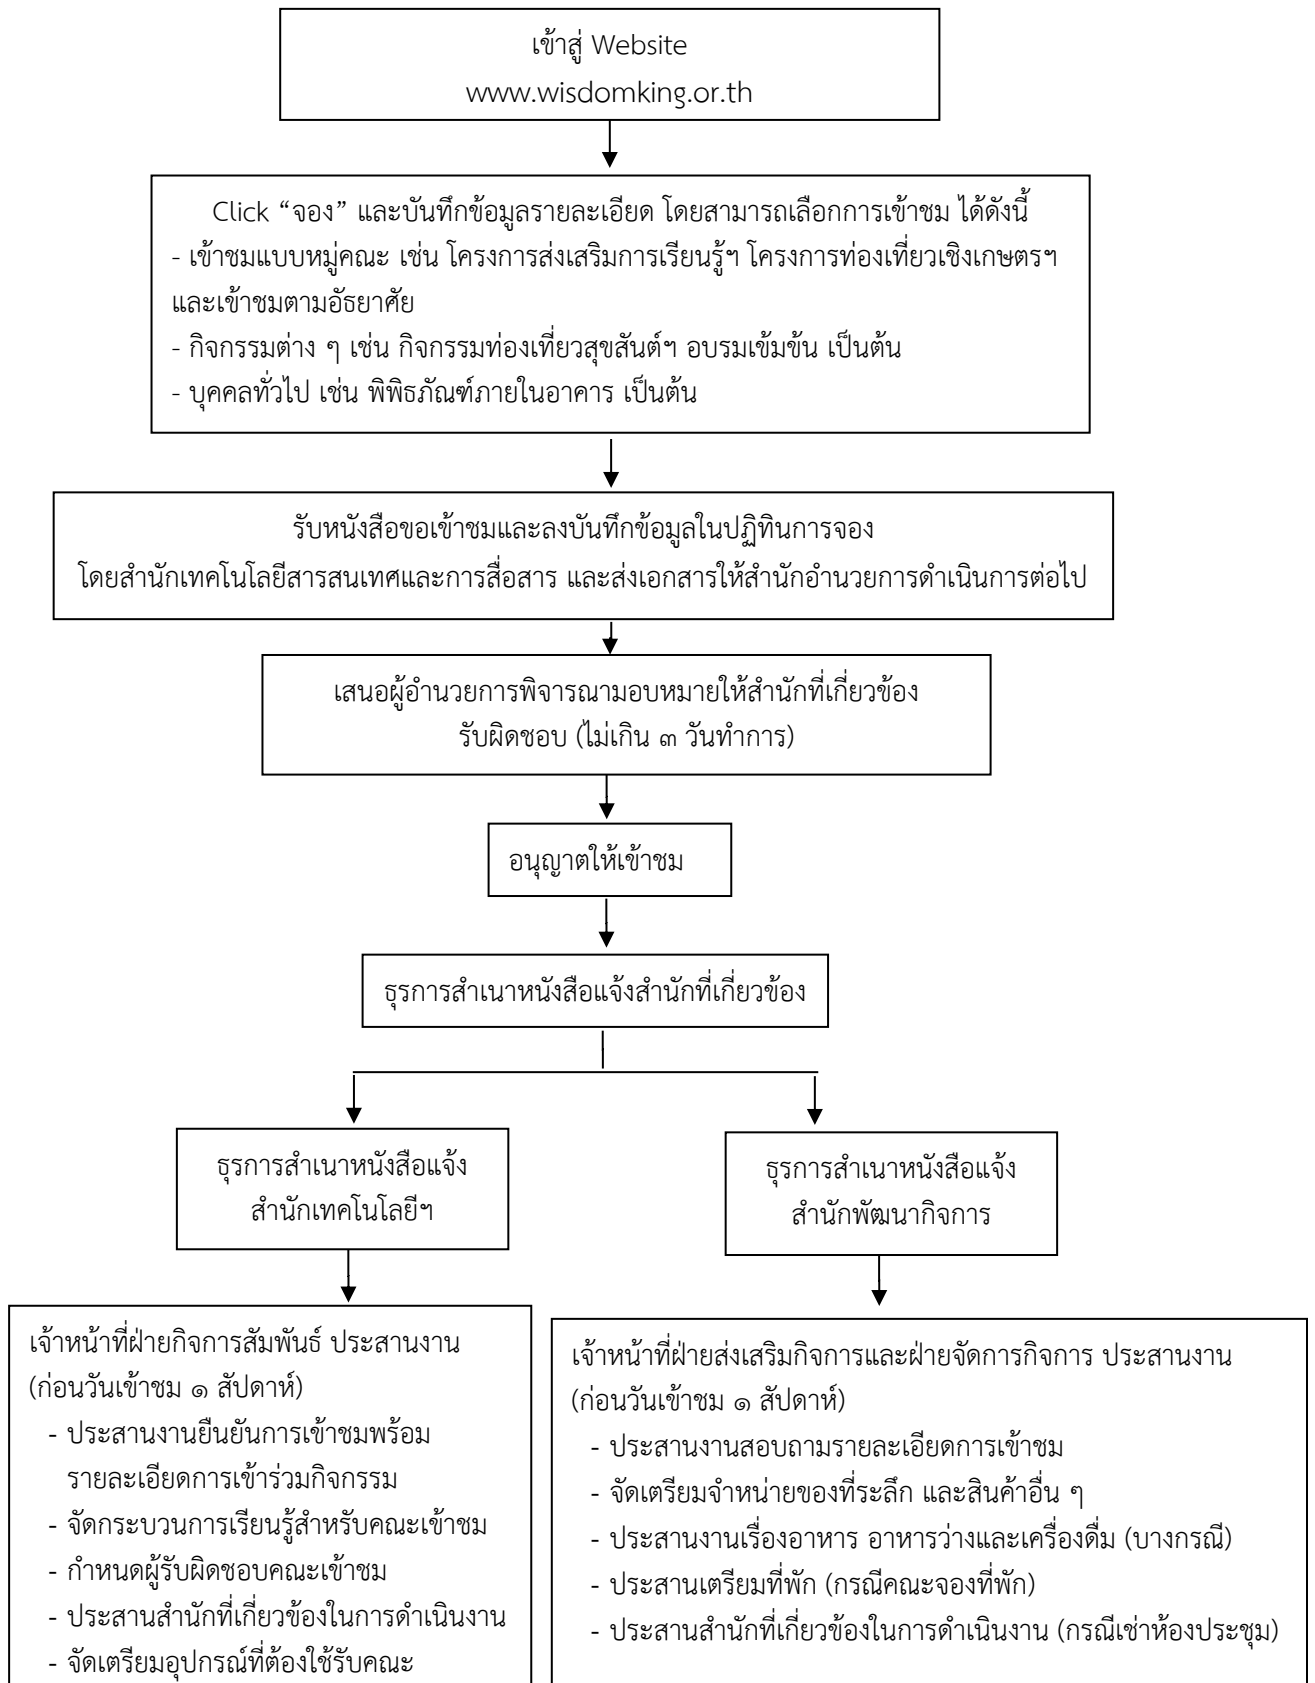 เข้าสู่ Website
www.wisdomking.or.th
Click “จอง” และบันทึกข้อมูลรายละเอียด โดยสามารถเลือกการเข้าชม ได้ดังนี้
- เข้าชมแบบหมู่คณะ เช่น โครงการส่งเสริมการเรียนรู้ฯ โครงการท่องเที่ยวเชิงเกษตรฯ
และเข้าชมตามอัธยาศัย
- กิจกรรมต่าง ๆ เช่น กิจกรรมท่องเที่ยวสุขสันต์ฯ อบรมเข้มข้น เป็นต้น
- บุคคลทั่วไป เช่น พิพิธภัณฑ์ภายในอาคาร เป็นต้น
รับหนังสือขอเข้าชมและลงบันทึกข้อมูลในปฏิทินการจอง
โดยสำนักเทคโนโลยีสารสนเทศและการสื่อสาร และส่งเอกสารให้สำนักอำนวยการดำเนินการต่อไป
เสนอผู้อำนวยการพิจารณามอบหมายให้สำนักที่เกี่ยวข้อง
รับผิดชอบ (ไม่เกิน ๓ วันทำการ)
อนุญาตให้เข้าชม
ธุรการสำเนาหนังสือแจ้งสำนักที่เกี่ยวข้อง
ธุรการสำเนาหนังสือแจ้ง
สำนักเทคโนโลยีฯ
ธุรการสำเนาหนังสือแจ้ง
สำนักพัฒนากิจการ
เจ้าหน้าที่ฝ่ายกิจการสัมพันธ์ ประสานงาน
(ก่อนวันเข้าชม ๑ สัปดาห์)
- ประสานงานยืนยันการเข้าชมพร้อม
รายละเอียดการเข้าร่วมกิจกรรม
- จัดกระบวนการเรียนรู้สำหรับคณะเข้าชม
- กำหนดผู้รับผิดชอบคณะเข้าชม
- ประสานสำนักที่เกี่ยวข้องในการดำเนินงาน
- จัดเตรียมอุปกรณ์ที่ต้องใช้รับคณะ
เจ้าหน้าที่ฝ่ายส่งเสริมกิจการและฝ่ายจัดการกิจการ ประสานงาน
(ก่อนวันเข้าชม ๑ สัปดาห์)
- ประสานงานสอบถามรายละเอียดการเข้าชม
- จัดเตรียมจำหน่ายของที่ระลึก และสินค้าอื่น ๆ
- ประสานงานเรื่องอาหาร อาหารว่างและเครื่องดื่ม (บางกรณี)
- ประสานเตรียมที่พัก (กรณีคณะจองที่พัก)
- ประสานสำนักที่เกี่ยวข้องในการดำเนินงาน (กรณีเช่าห้องประชุม)